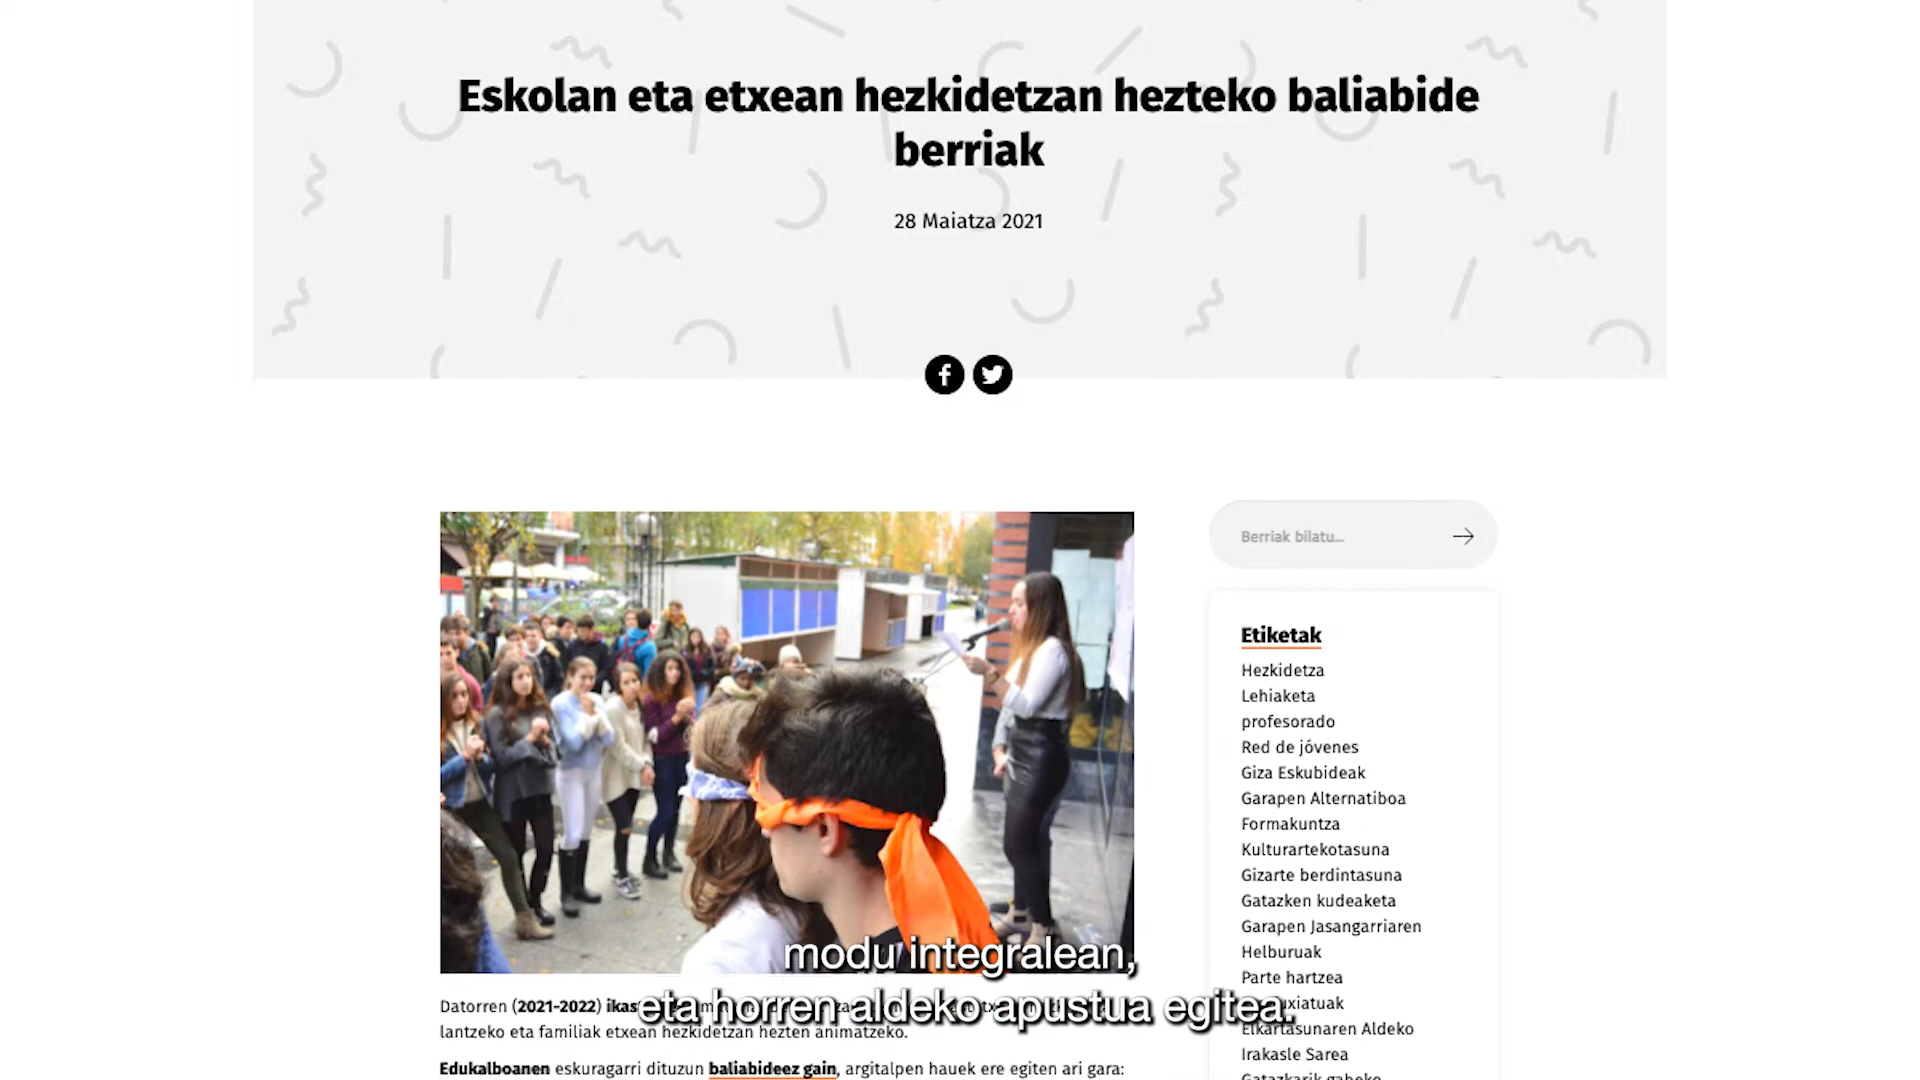 Eskolan eta etxean hezkidetzan hezteko baliabide
berriak
28 Maiatza 2021
Berriak bilatu...
Etiketak
Hezkidetza
Lehiaketa
profesorado
Red de jóvenes
Giza Eskubideak
Garapen Alternatiboa
Formakuntza
Kulturartekotasuna
Gizarte berdintasuna
Gatazken kudeaketa
Garapen Jasangarriaren
Helburuak
Parte hartzea
Elkartasunaren Aldeko
Irakasle Sarea
Gatazkarik gabeko
modu integralean,
eta horren aldeko apustua egitea.
Datorren (2021-2022)
lantzeko eta familiak etxean hezkidetzan hezten animatzeko.
Edukalboanen eskuragarri dituzun baliabideez gain, argitalpen hauek ere egiten ari gara: